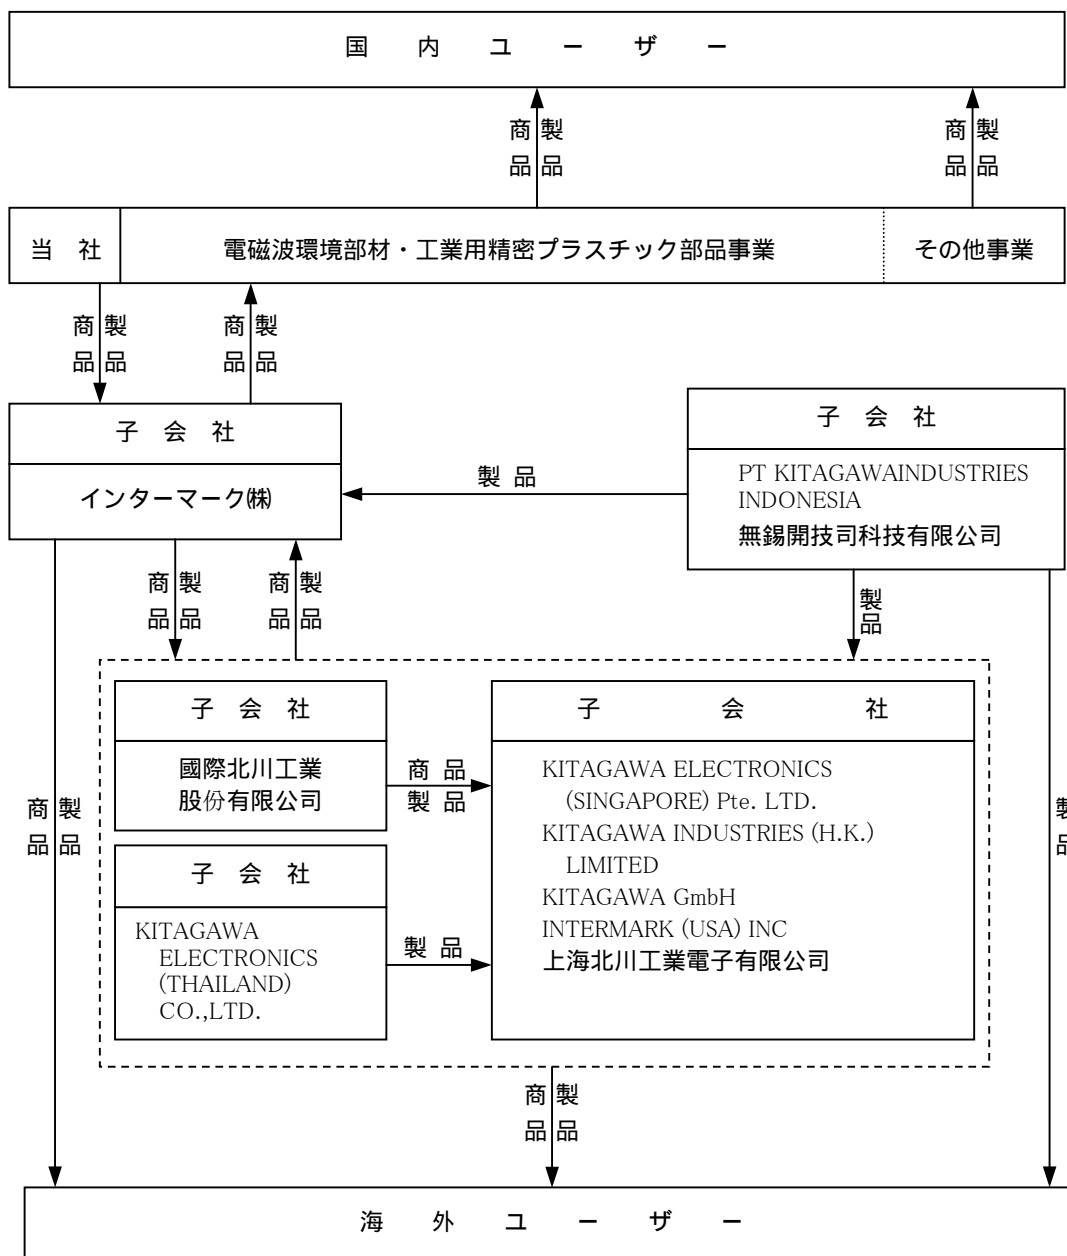 国 内 ユ ー ザ ー
商 製
品 品
商 製
品 品
当 社
電磁波環境部材・工業用精密プラスチック部品事業
その他事業
商 製
品 品
商 製
品 品
子 会 社
インターマーク㈱
製 品
子 会 社
PT KITAGAWAINDUSTRIES
INDONESIA
無錫開技司科技有限公司
商 製
品 品
商 製
品 品
製
品
子 会 社
國際北川工業
股份有限公司
商 品
製 品
子 会 社
KITAGAWA ELECTRONICS
(SINGAPORE) Pte. LTD.
KITAGAWA INDUSTRIES (H.K.)
LIMITED
KITAGAWA GmbH
INTERMARK (USA) INC
上海北川工業電子有限公司
子 会 社
KITAGAWA
ELECTRONICS
(THAILAND)
CO.,LTD.
製 品
商 製
品 品
製
品
商 製
品 品
海 外 ユ ー ザ ー